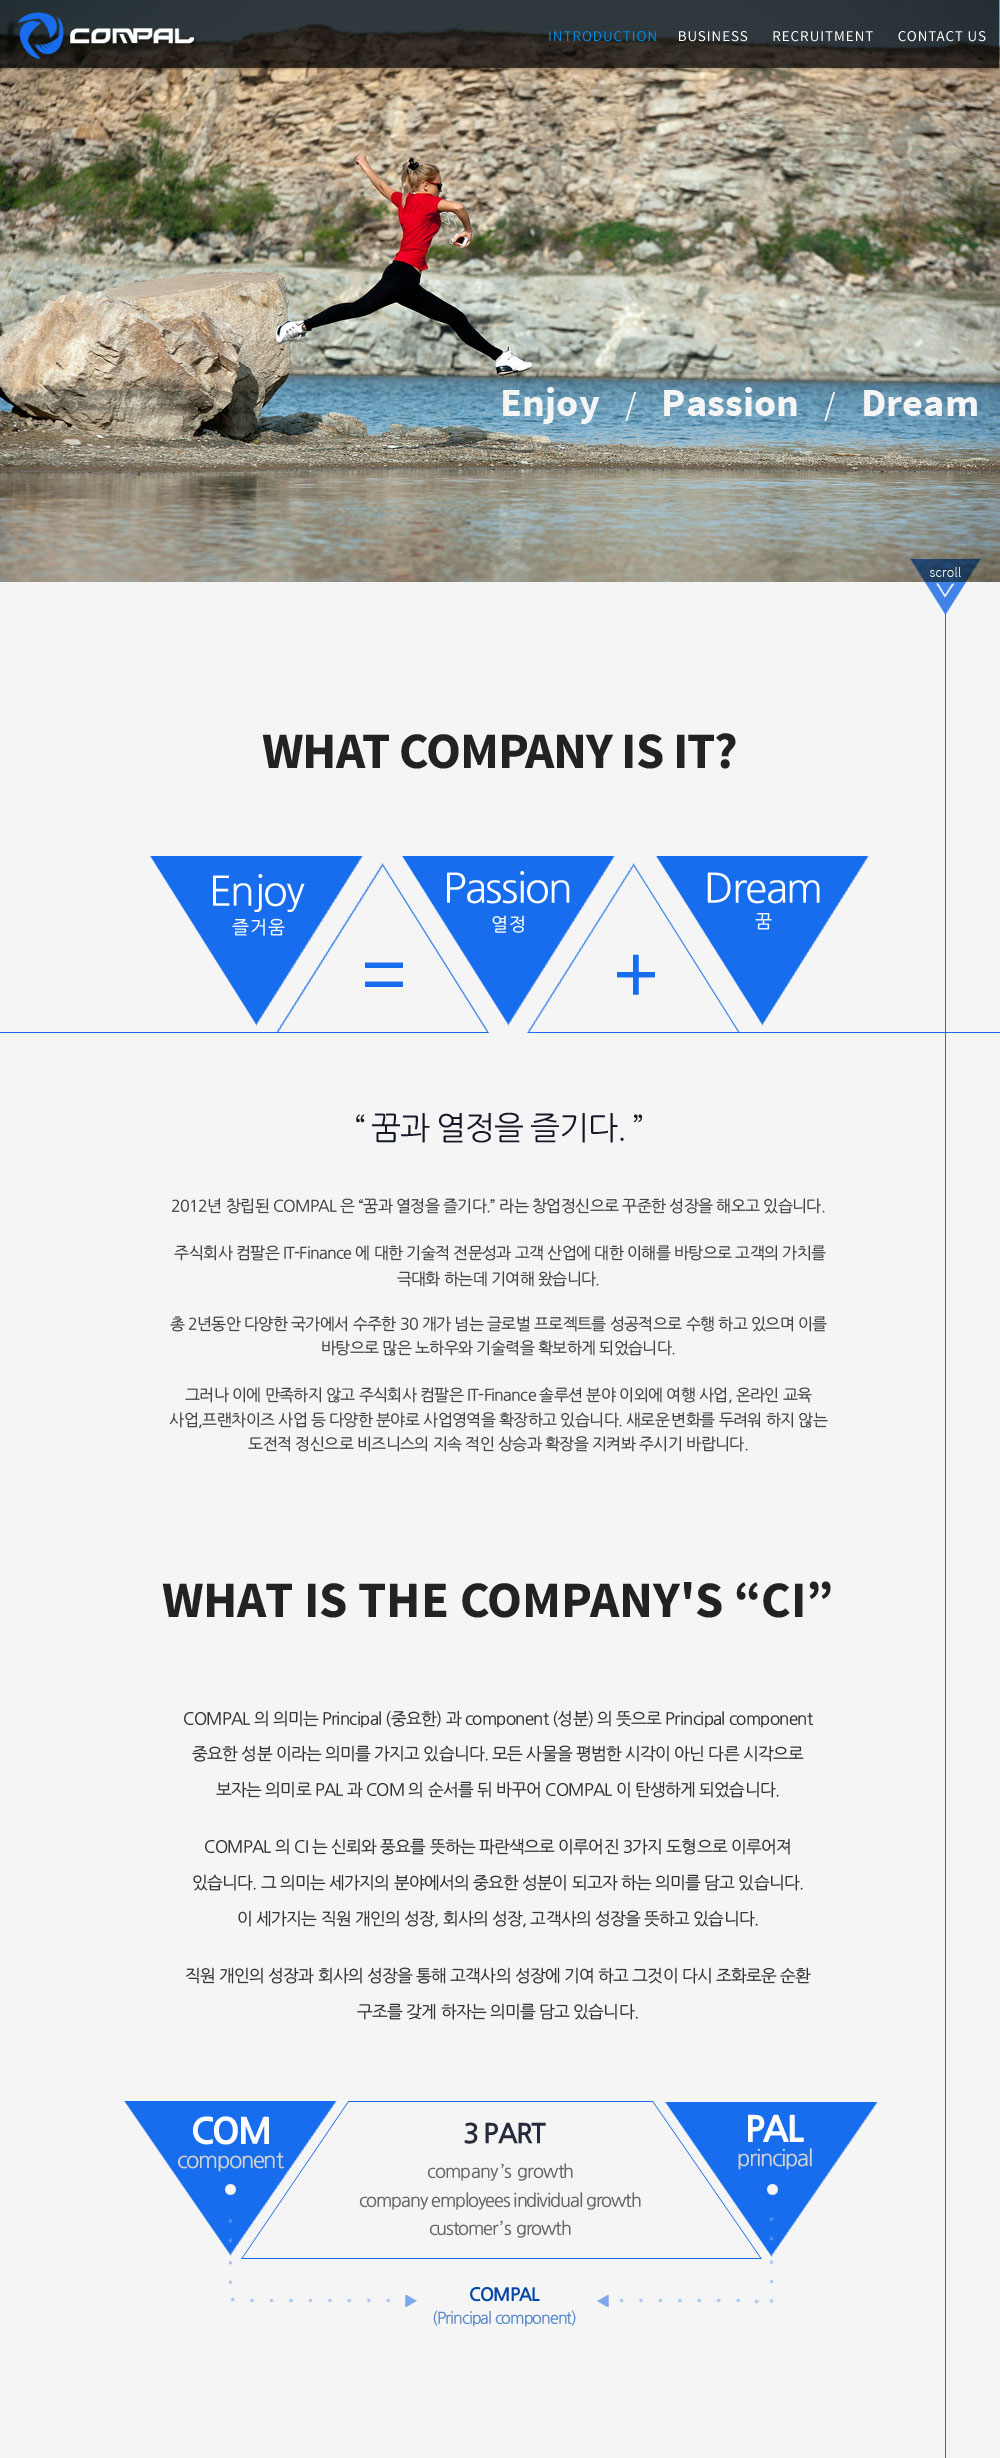 COMPAL
INTRODUCTION BUSINESS RECRUITMENT CONTACT US
Enjoy / Passion / Dream
scroll
WHAT COMPANY IS IT?
Enjoy
즐거움
=
Passion
열정
+
Dream
꿈
“ 꿈과 열정을 즐기다. ”
2012년 창립된 COMPAL 은 “꿈과 열정을 즐기다.” 라는 창업정신으로 꾸준한 성장을 해오고 있습니다.
주식회사 컴팔은 IT-Finance 에 대한 기술적 전문성과 고객 산업에 대한 이해를 바탕으로 고객의 가치를
극대화 하는데 기여해 왔습니다.
총 2년동안 다양한 국가에서 수주한 30 개가 넘는 글로벌 프로젝트를 성공적으로 수행 하고 있으며 이를
바탕으로 많은 노하우와 기술력을 확보하게 되었습니다.
그러나 이에 만족하지 않고 주식회사 컴팔은 IT-Finance 솔루션 분야 이외에 여행 사업, 온라인 교육
사업,프랜차이즈 사업 등 다양한 분야로 사업영역을 확장하고 있습니다. 새로운변화를 두려워 하지 않는
도전적 정신으로 비즈니스의 지속 적인 상승과 확장을 지켜봐 주시기 바랍니다.
WHAT IS THE COMPANY'S “CI”
COMPAL 의 의미는 Principal (중요한) 과 component (성분) 의 뜻으로 Principal component
중요한 성분 이라는 의미를 가지고 있습니다. 모든 사물을 평범한 시각이 아닌 다른 시각으로
보자는 의미로 PAL 과 COM 의 순서를 뒤 바꾸어 COMPAL 이 탄생하게 되었습니다.
COMPAL 의 CI 는 신뢰와 풍요를 뜻하는 파란색으로 이루어진 3가지 도형으로 이루어져
있습니다. 그 의미는 세가지의 분야에서의 중요한 성분이 되고자 하는 의미를 담고 있습니다.
이 세가지는 직원 개인의 성장, 회사의 성장, 고객사의 성장을 뜻하고 있습니다.
직원 개인의 성장과 회사의 성장을 통해 고객사의 성장에 기여 하고 그것이 다시 조화로운 순환
구조를 갖게 하자는 의미를 담고 있습니다.
COM
component
3 PART
company’s growth
company employees individual growth
customer’s growth
PAL
principal
COMPAL
(Principal component)